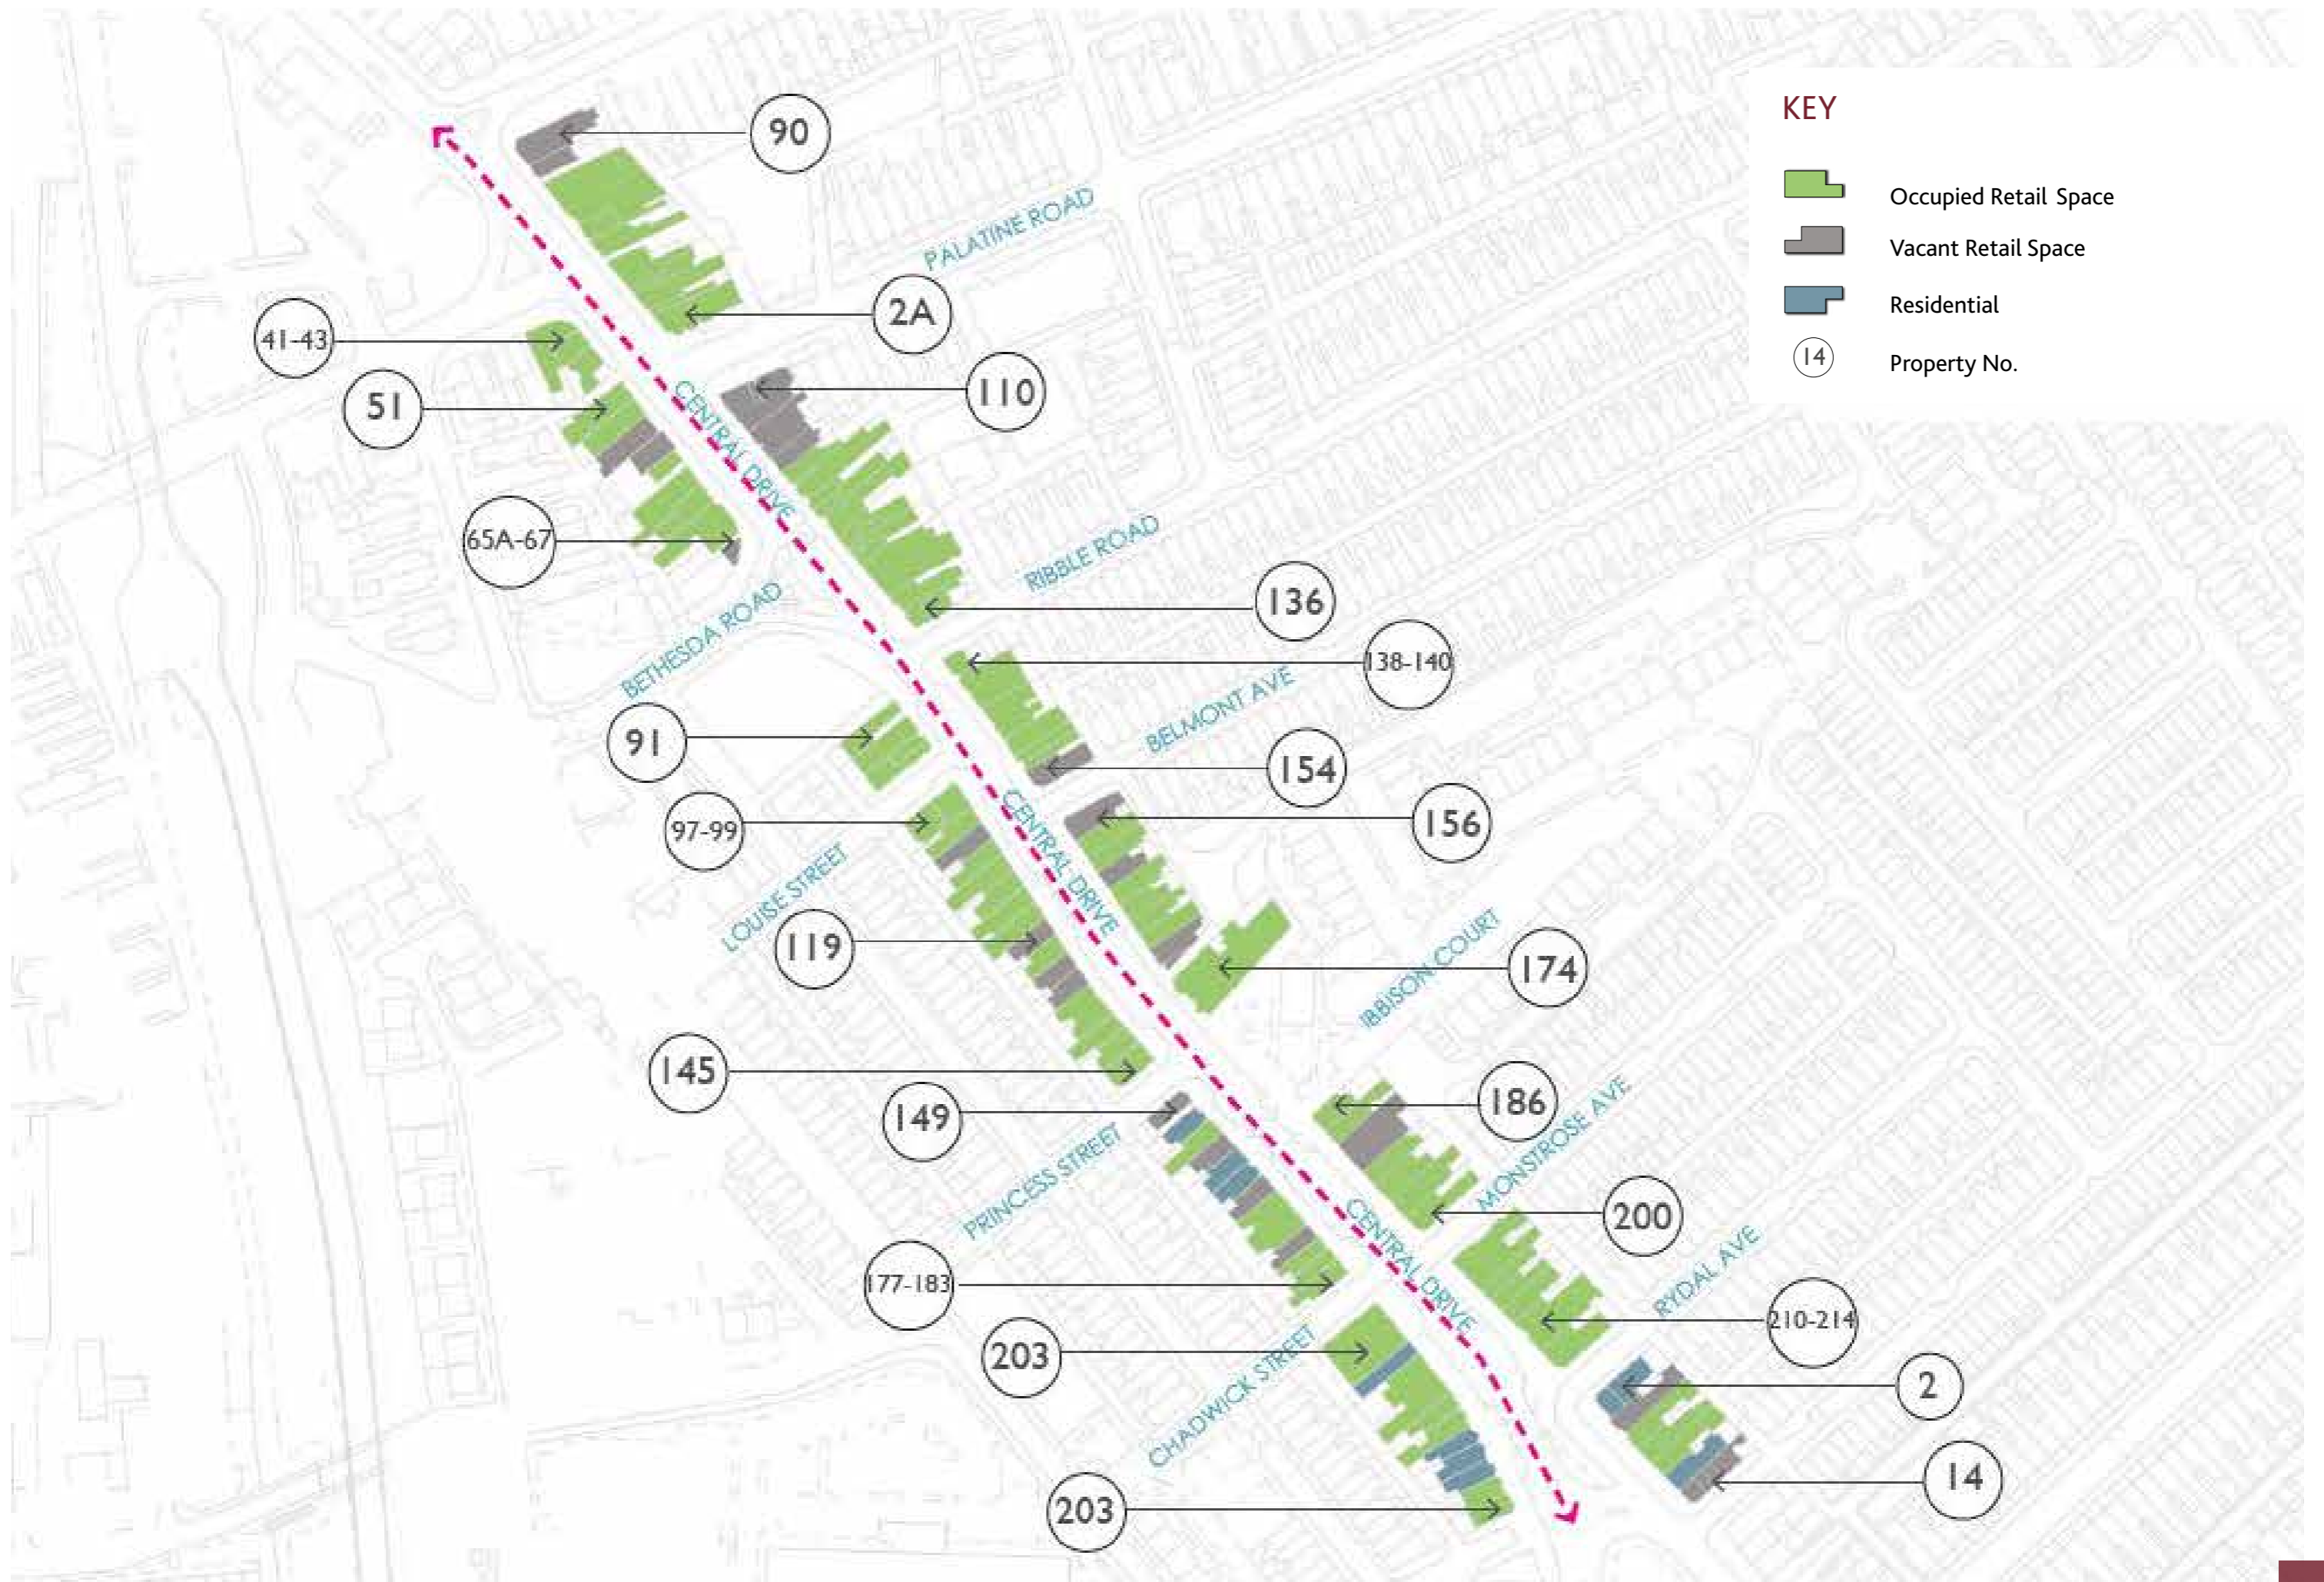 KEY
Occupied Retail Space
Vacant Retail Space
Residential
14
Property No.
90
PALATINE ROAD
2A
41-43
51
110
CENTRAL DRIVE
65A-67
RIBBLE ROAD
136
BETHESDA ROAD
138-140
BELMONT AVE
91
154
97-99
CENTRAL DRIVE
156
LOUISE STREET
119
IBBISON COURT
174
145
149
186
MONSTROSE AVE
PRINCESS STREET
200
CENTRAL DRIVE
177-183
RYDAL AVE
210-214
203
CHADWICK STREET
2
14
203